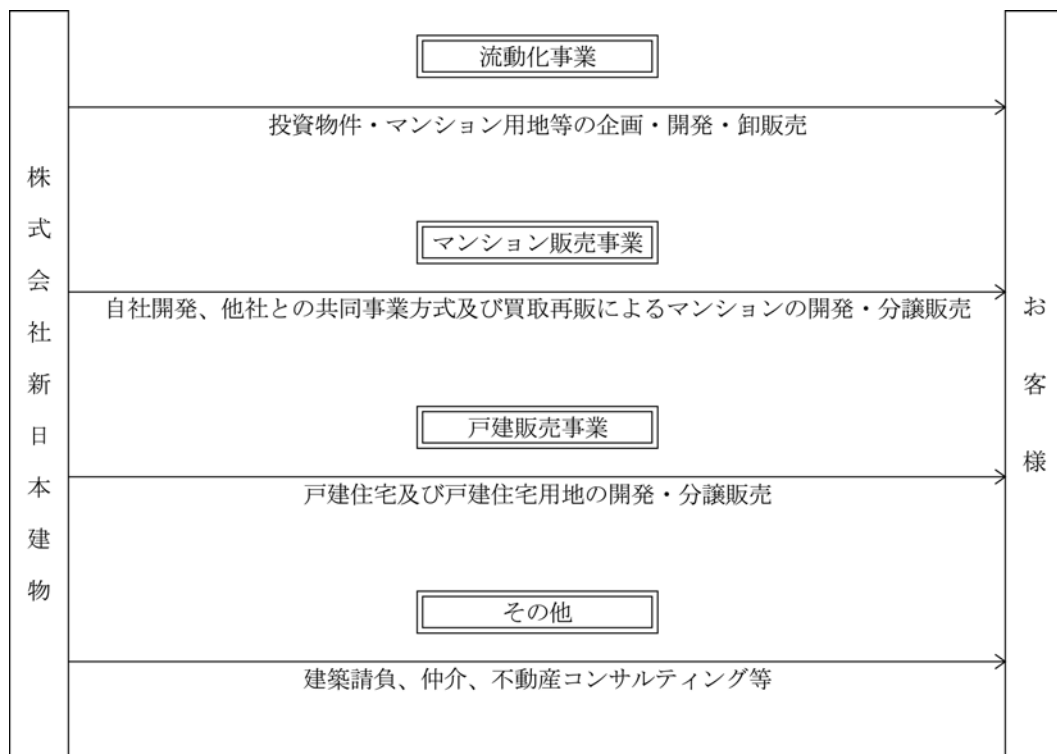 株式会社新日本建物
流動化事業
投資物件・マンション用地等の企画・開発・卸販売
マンション販売事業
自社開発、他社との共同事業方式及び買取再販によるマンションの開発・分譲販売
戸建販売事業
戸建住宅及び戸建住宅用地の開発・分譲販売
その他
建築請負、仲介、不動産コンサルティング等
お客様